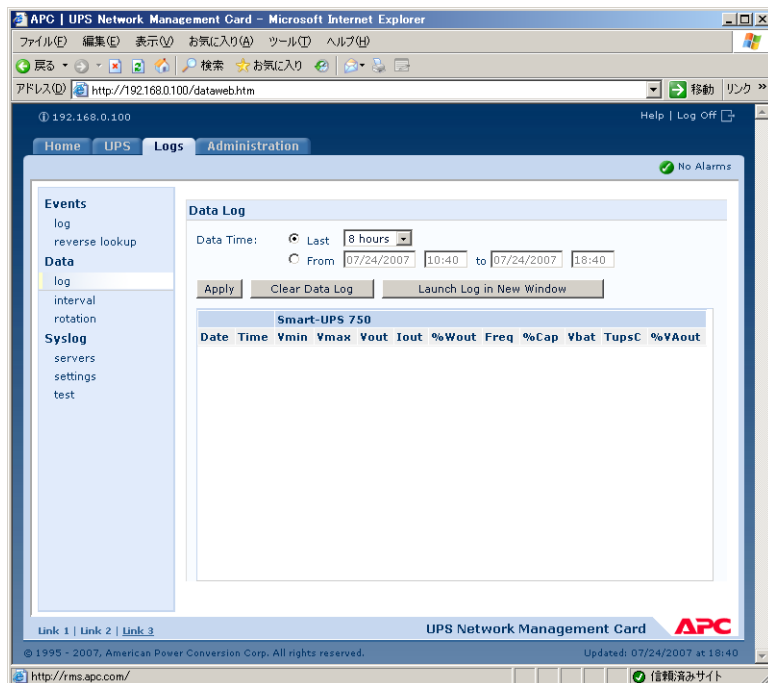 APC | UPS Network Management Card - Microsoft Internet Explorer
ファイル(F) 編集(E) 表示(V) お気に入り(A) ツール(T) ヘルプ(H)
戻る 検索 お気に入り
アドレス(D) http://192.168.0.100/dataweb.htm 移動 リンク »
192.168.0.100 Help | Log Off
Home UPS Logs Administration
No Alarms
Events
log
reverse lookup
Data
log
interval
rotation
Syslog
servers
settings
test
Data Log
Data Time: Last 8 hours
From 07/24/2007 10:40 to 07/24/2007 18:40
Apply Clear Data Log Launch Log in New Window
Smart-UPS 750
Date Time Vmin Vmax Vout Iout %Wout Freq %Cap Vbat TupsC %VAout
Link 1 | Link 2 | Link 3 UPS Network Management Card APC
© 1995 - 2007, American Power Conversion Corp. All rights reserved. Updated: 07/24/2007 at 18:40
http://rms.apc.com/ 信頼済みサイト